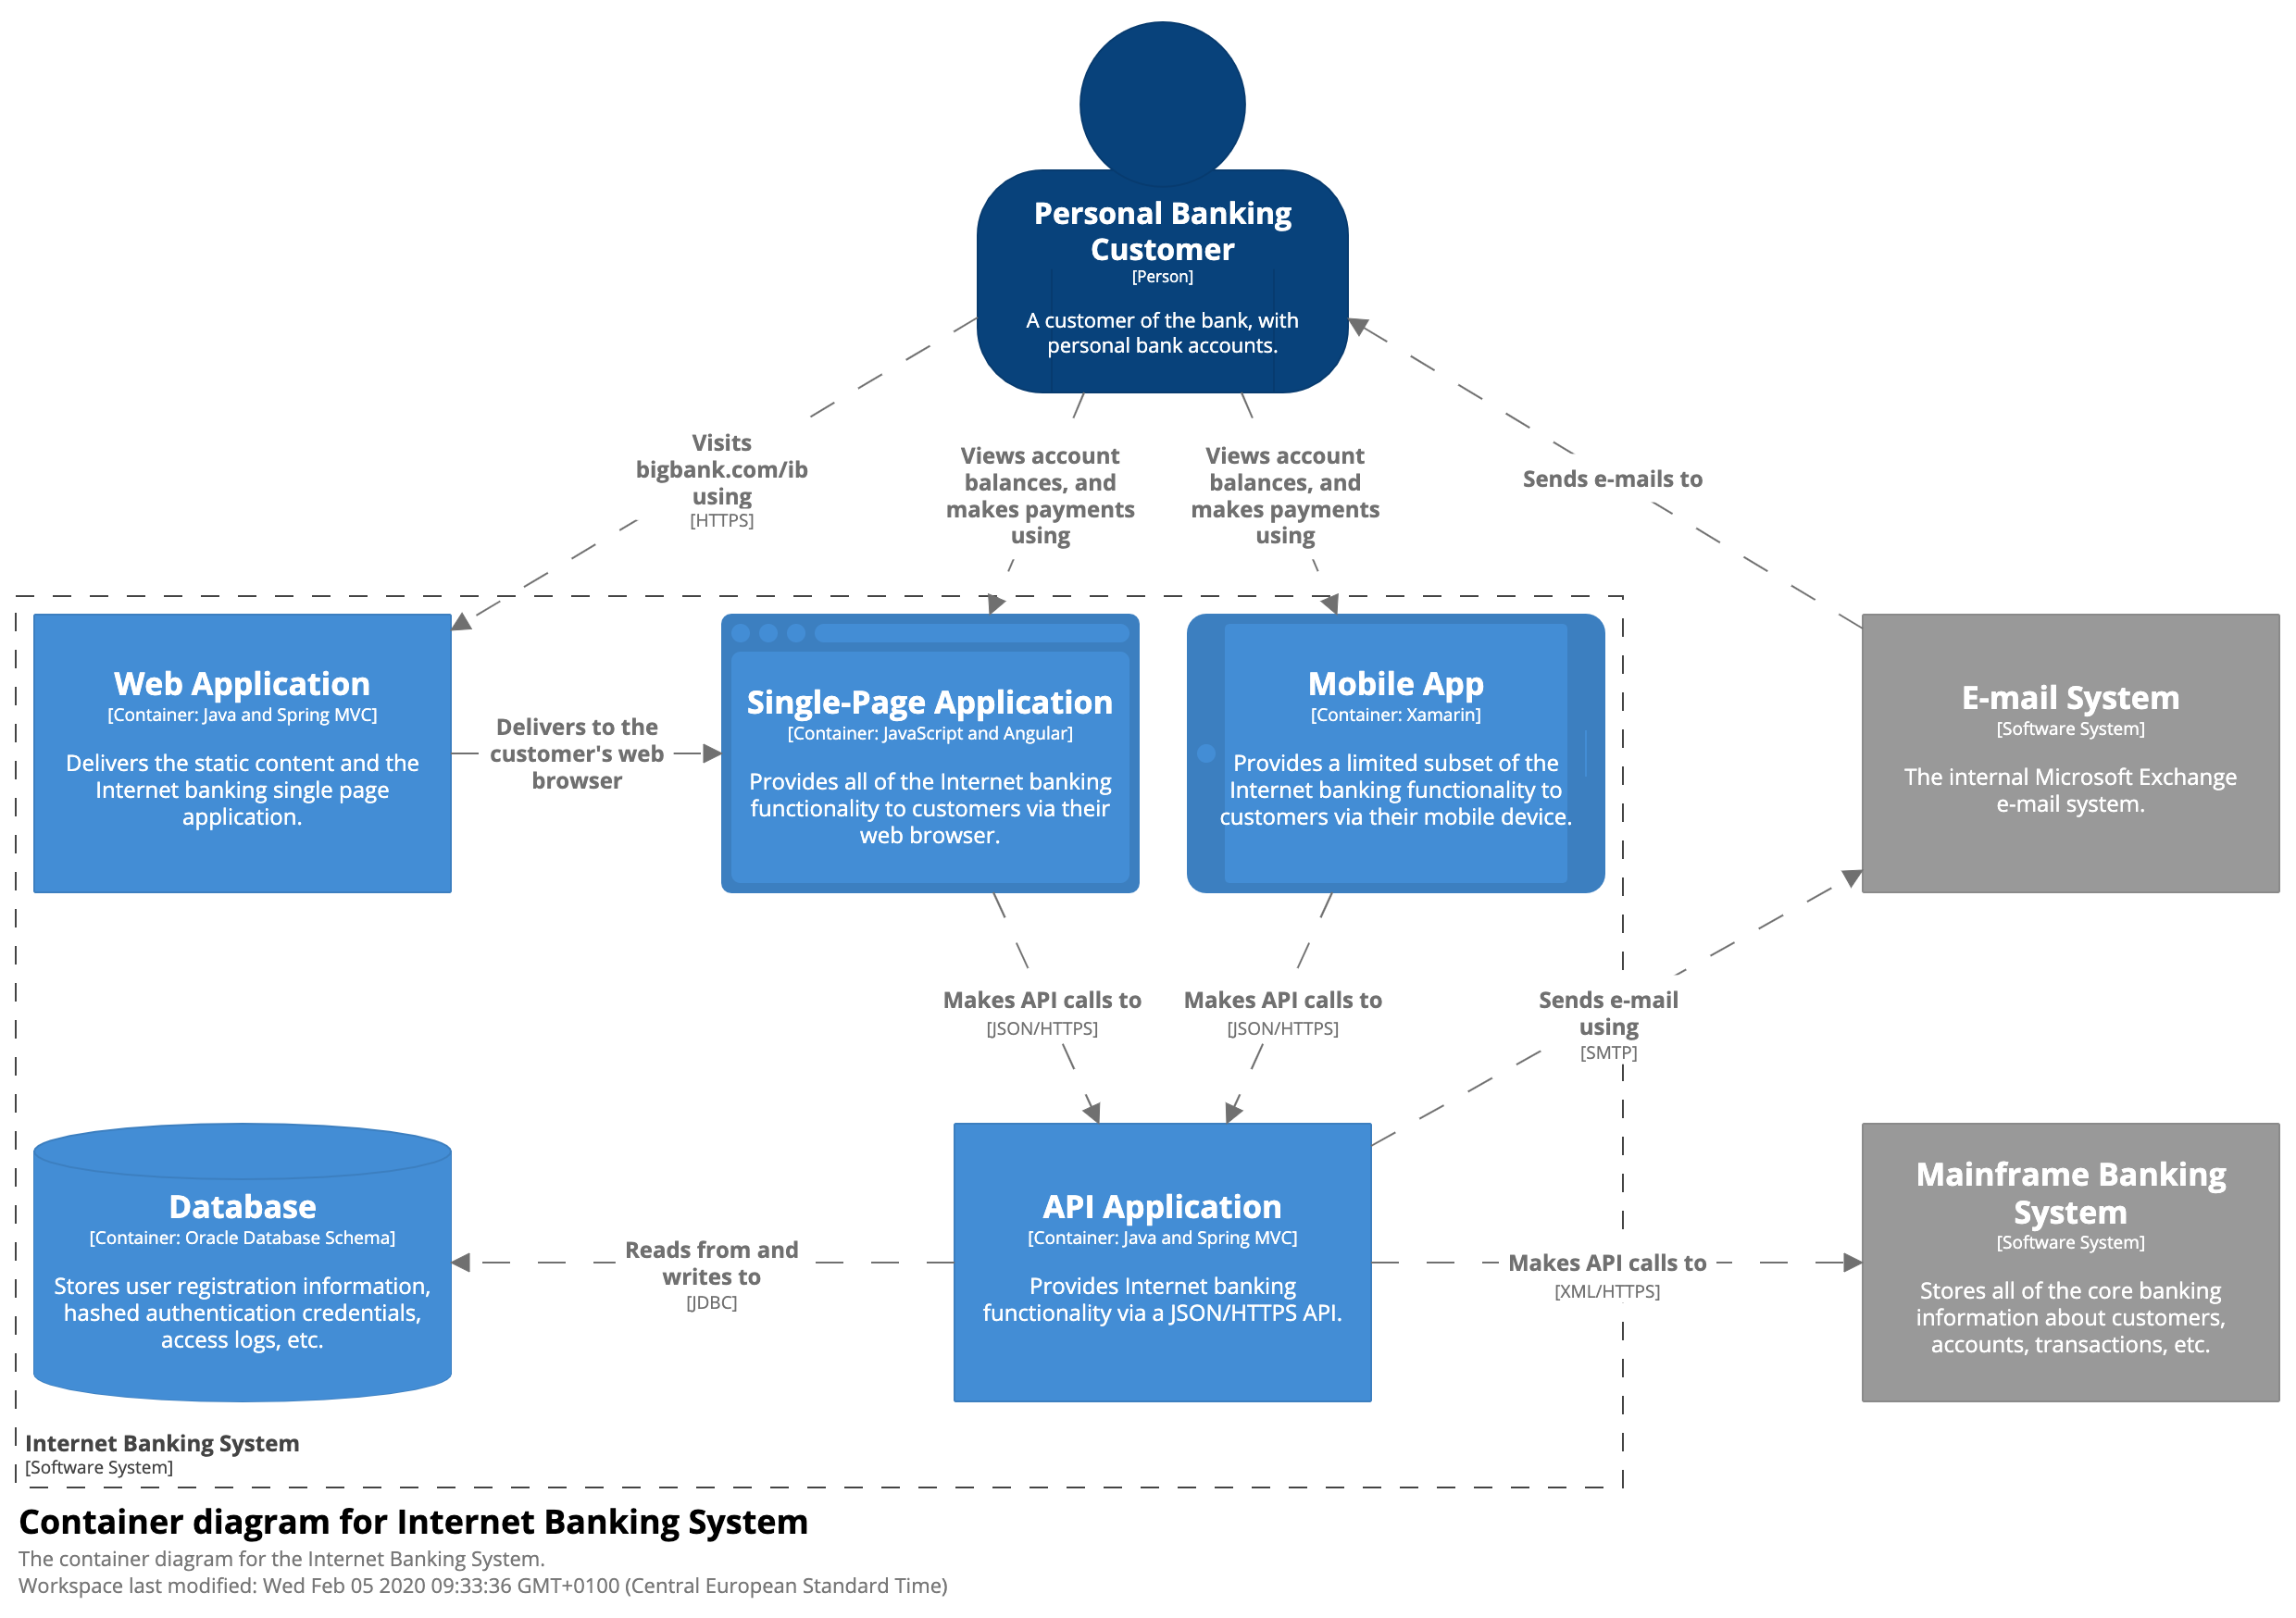 Personal Banking
Customer
[Person]
A customer of the bank, with
personal bank accounts.
Visits
bigbank.com/ib
using
[HTTPS]
Views account
balances, and
makes payments
using
Views account
balances, and
makes payments
using
Sends e-mails to
Web Application
[Container: Java and Spring MVC]
Delivers the static content and the
Internet banking single page
application.
Delivers to the
customer's web
browser
Single-Page Application
[Container: JavaScript and Angular]
Provides all of the Internet banking
functionality to customers via their
web browser.
Mobile App
[Container: Xamarin]
Provides a limited subset of the
Internet banking functionality to
customers via their mobile device.
E-mail System
[Software System]
The internal Microsoft Exchange
e-mail system.
Makes API calls to
[JSON/HTTPS]
Makes API calls to
[JSON/HTTPS]
Sends e-mail
using
[SMTP]
Database
[Container: Oracle Database Schema]
Stores user registration information,
hashed authentication credentials,
access logs, etc.
Reads from and
writes to
[JDBC]
API Application
[Container: Java and Spring MVC]
Provides Internet banking
functionality via a JSON/HTTPS API.
Makes API calls to
[XML/HTTPS]
Mainframe Banking
System
[Software System]
Stores all of the core banking
information about customers,
accounts, transactions, etc.
Internet Banking System
[Software System]
Container diagram for Internet Banking System
The container diagram for the Internet Banking System.
Workspace last modified: Wed Feb 05 2020 09:33:36 GMT+0100 (Central European Standard Time)